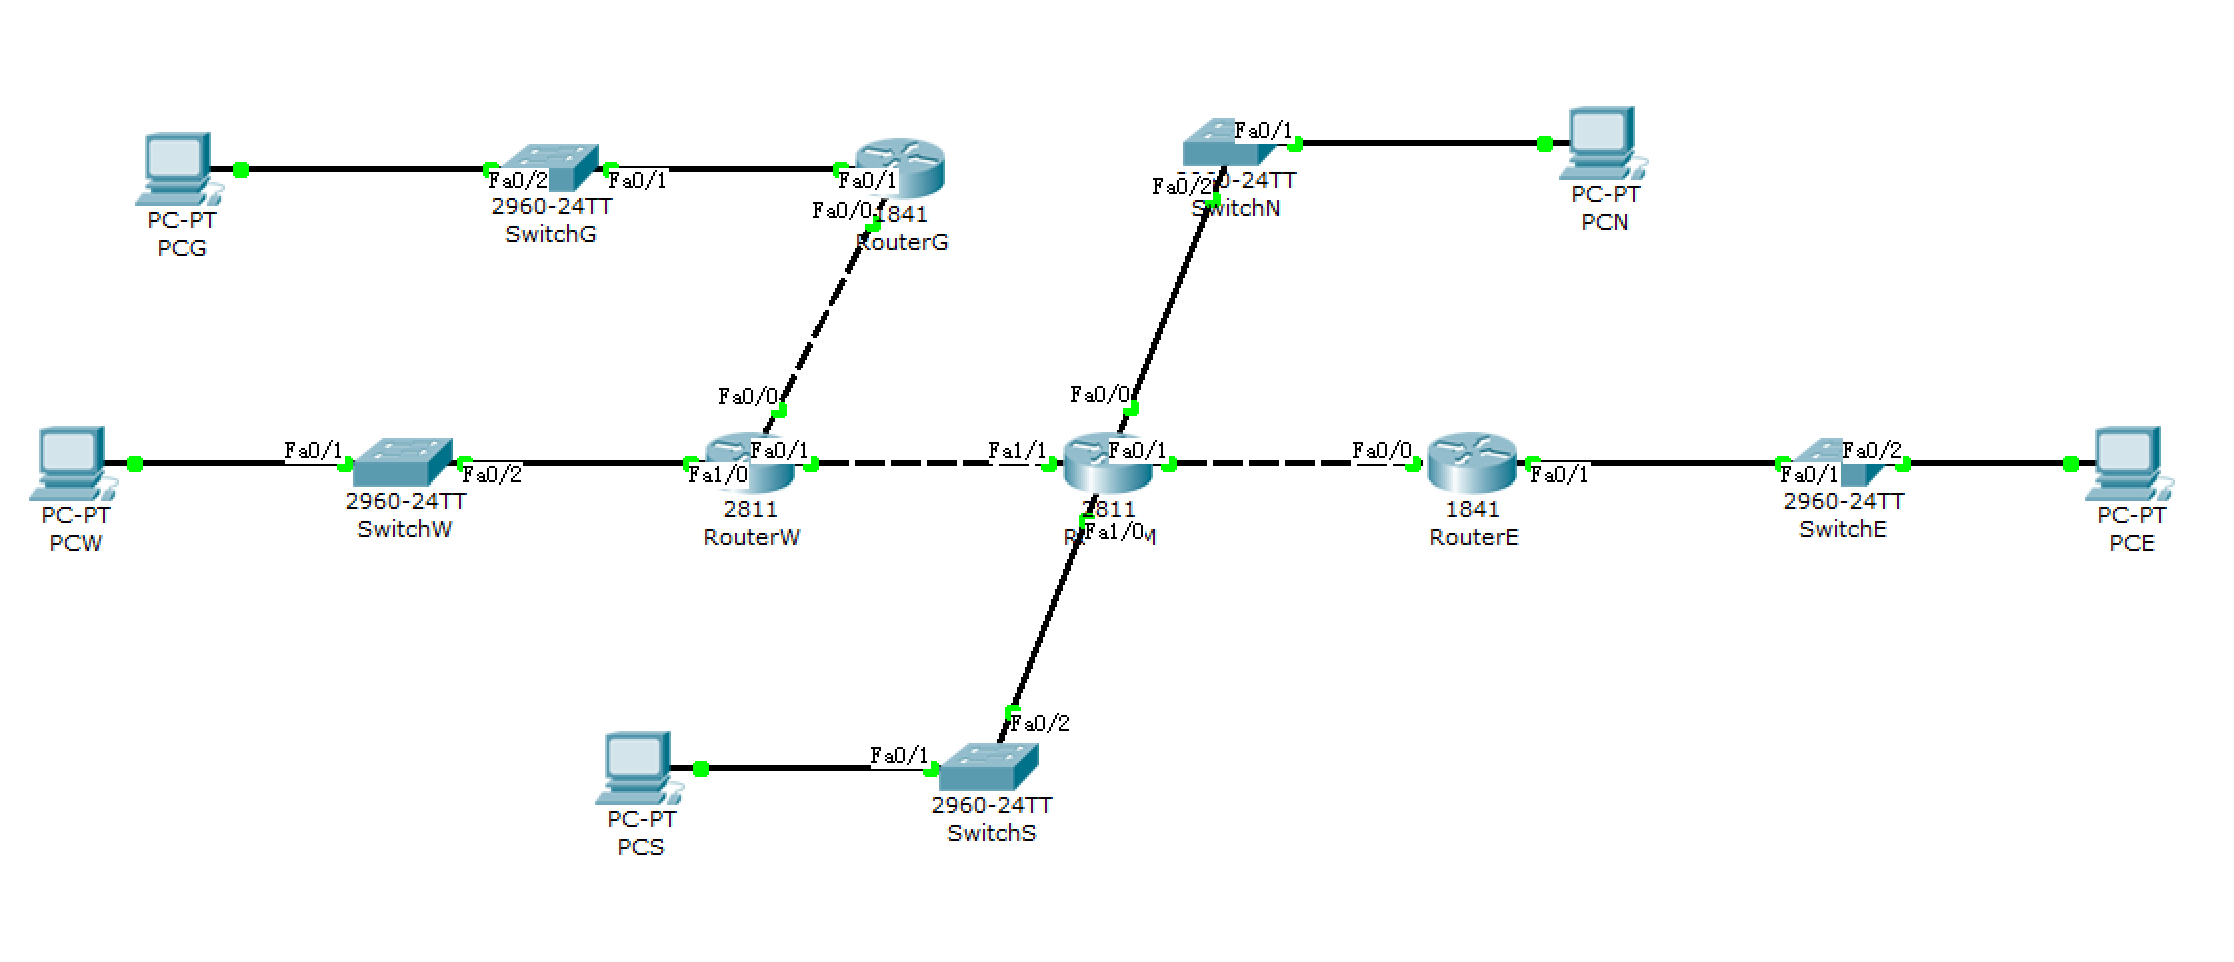 Fa0/1
Fa0/2
2960-24TT
SwitchN
PC-PT
PCN
Fa0/2
Fa0/1
2960-24TT
SwitchG
PC-PT
PCG
Fa0/1
Fa0/0
1841
RouterG
Fa0/0
Fa0/0
Fa0/1
Fa0/2
2960-24TT
SwitchW
PC-PT
PCW
Fa0/1
Fa1/0
2811
RouterW
Fa1/1
Fa0/1
2811
Fa1/0
Fa0/0
1841
RouterE
Fa0/1
Fa0/1
Fa0/2
2960-24TT
SwitchE
PC-PT
PCE
Fa0/2
Fa0/1
2960-24TT
SwitchS
PC-PT
PCS